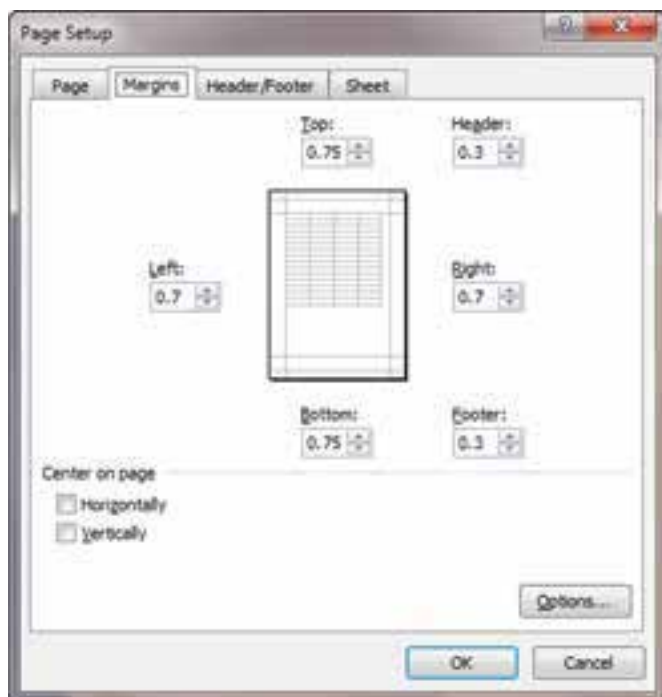 Page Setup
Page Margins Header/Footer Sheet
Top: Header:
0.75 0.3
Left: Right:
0.7 0.7
Bottom: Footer:
0.75 0.3
Center on page
Horizontally
Vertically
Options...
OK Cancel